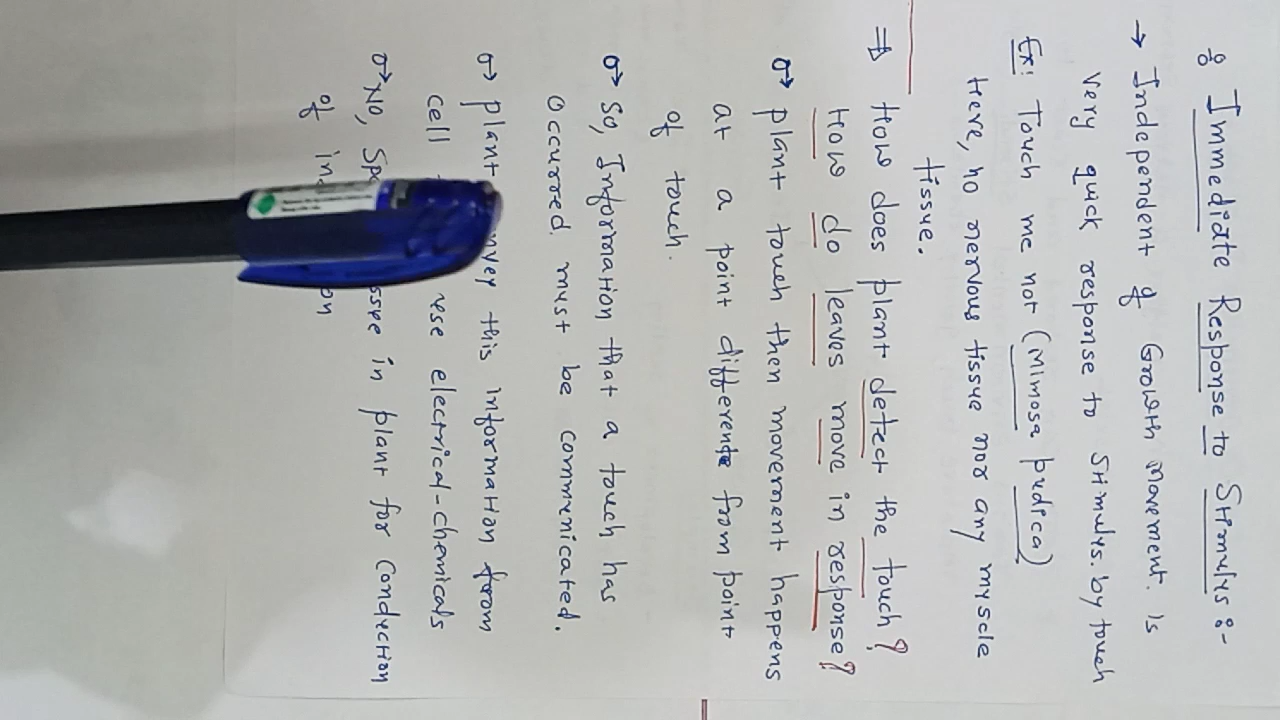 : Immediate Response to Stimulus :-
→ Independent of Growth movement. is
very quick response to stimulus. by touch
Ex: Touch me not (Mimosa pudica)
Here, no nervous tissue nor any muscle
tissue.
⇒ How does plant detect the touch?
How do leaves move in response?
→ plant touch then movement happens
at a point different from point
of touch.
→ So, Information that a touch has
occurred must be communicated.
→ plant this information from
cell electrical-chemicals
→ No, in plant for conduction
of